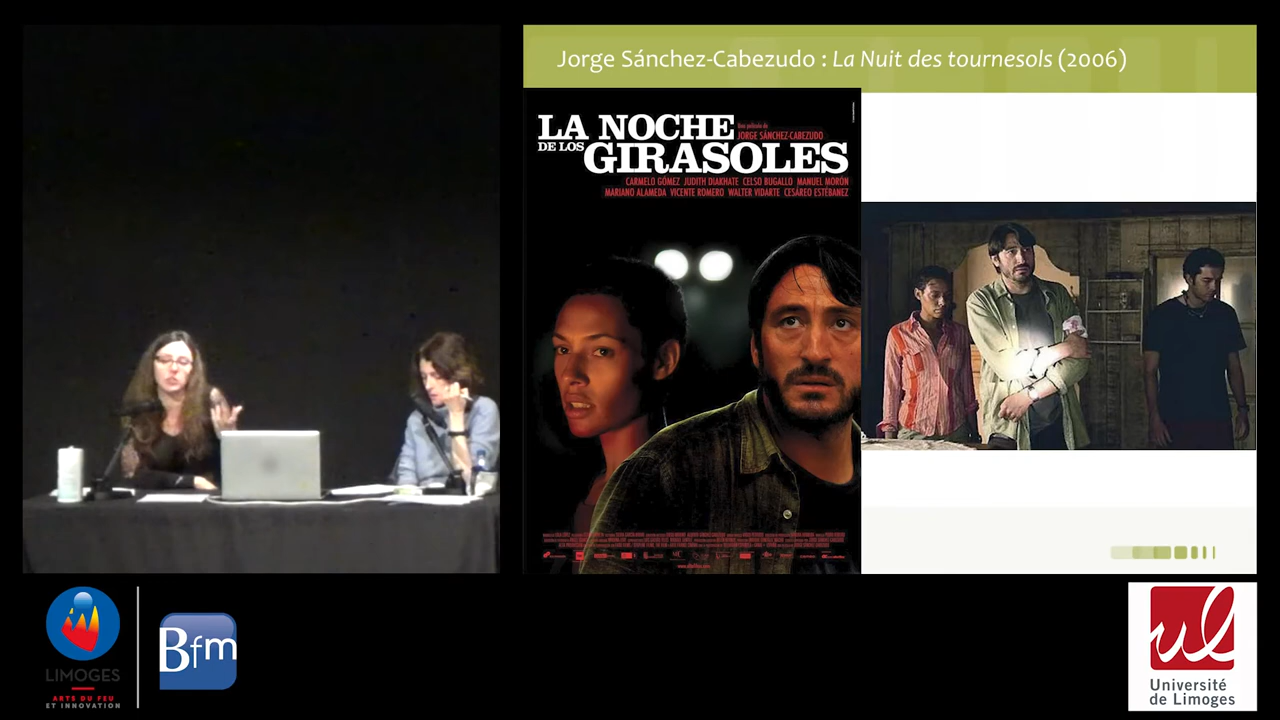 Jorge Sánchez-Cabezudo : La Nuit des tournesols (2006)
LA NOCHE
DE LOS GIRASOLES
Una película de
JORGE SÁNCHEZ-CABEZUDO
CARMELO GÓMEZ JUDITH DIAKHATE CELSO BUGALLO MANUEL MORÓN
MARIANO ALAMEDA VICENTE ROMERO WALTER VIDARTE CESÁREO ESTÉBANEZ
LIMOGES
ARTS DU FEU
ET INNOVATION
Bfm
ul
Université
de Limoges